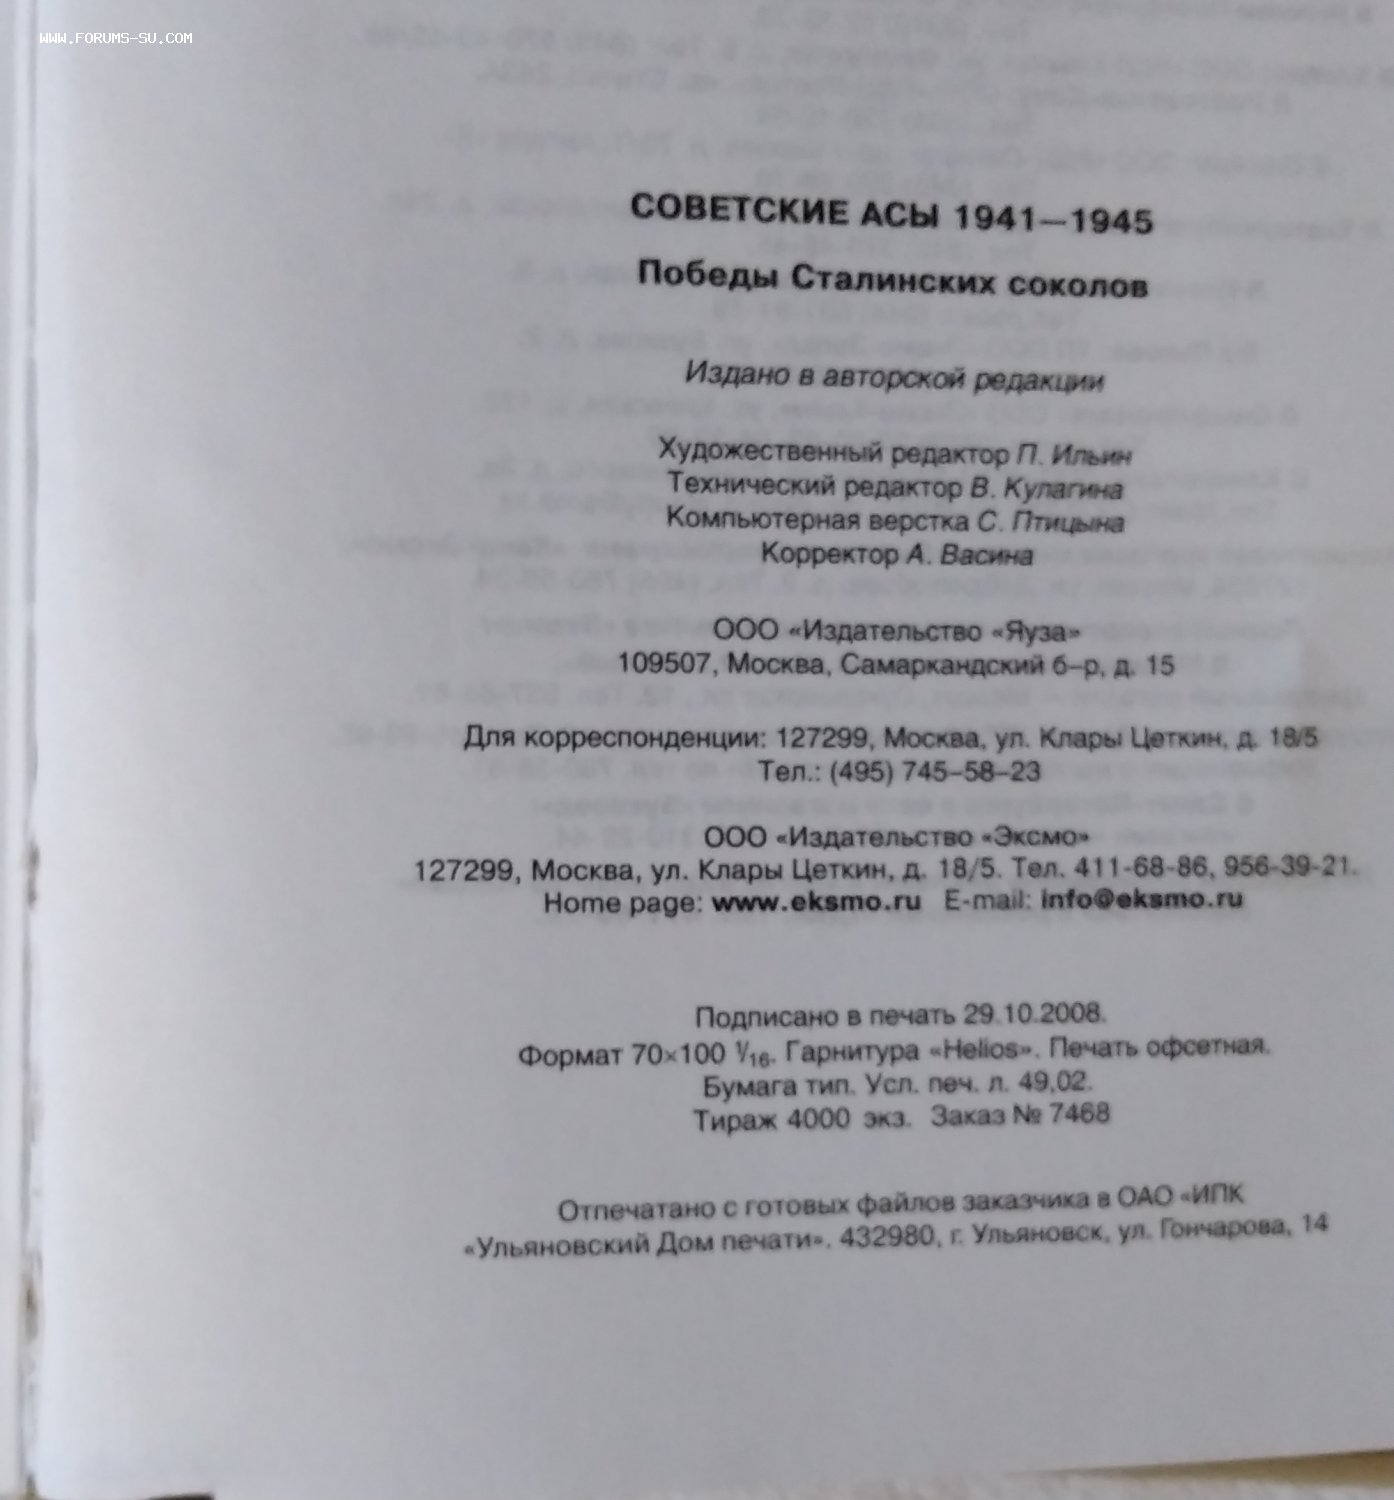 WWW.FORUMS-SU.COM
СОВЕТСКИЕ АСЫ 1941—1945
Победы Сталинских соколов
Издано в авторской редакции
Художественный редактор П. Ильин
Технический редактор В. Кулагина
Компьютерная верстка С. Птицына
Корректор А. Васина
ООО «Издательство «Яуза»
109507, Москва, Самаркандский б–р, д. 15
Для корреспонденции: 127299, Москва, ул. Клары Цеткин, д. 18/5
Тел.: (495) 745–58–23
ООО «Издательство «Эксмо»
127299, Москва, ул. Клары Цеткин, д. 18/5. Тел. 411-68-86, 956-39-21.
Home page: www.eksmo.ru E-mail: info@eksmo.ru
Подписано в печать 29.10.2008.
Формат 70×100 1/16. Гарнитура «Helios». Печать офсетная.
Бумага тип. Усл. печ. л. 49,02.
Тираж 4000 экз. Заказ № 7468
Отпечатано с готовых файлов заказчика в ОАО «ИПК
«Ульяновский Дом печати». 432980, г. Ульяновск, ул. Гончарова, 14